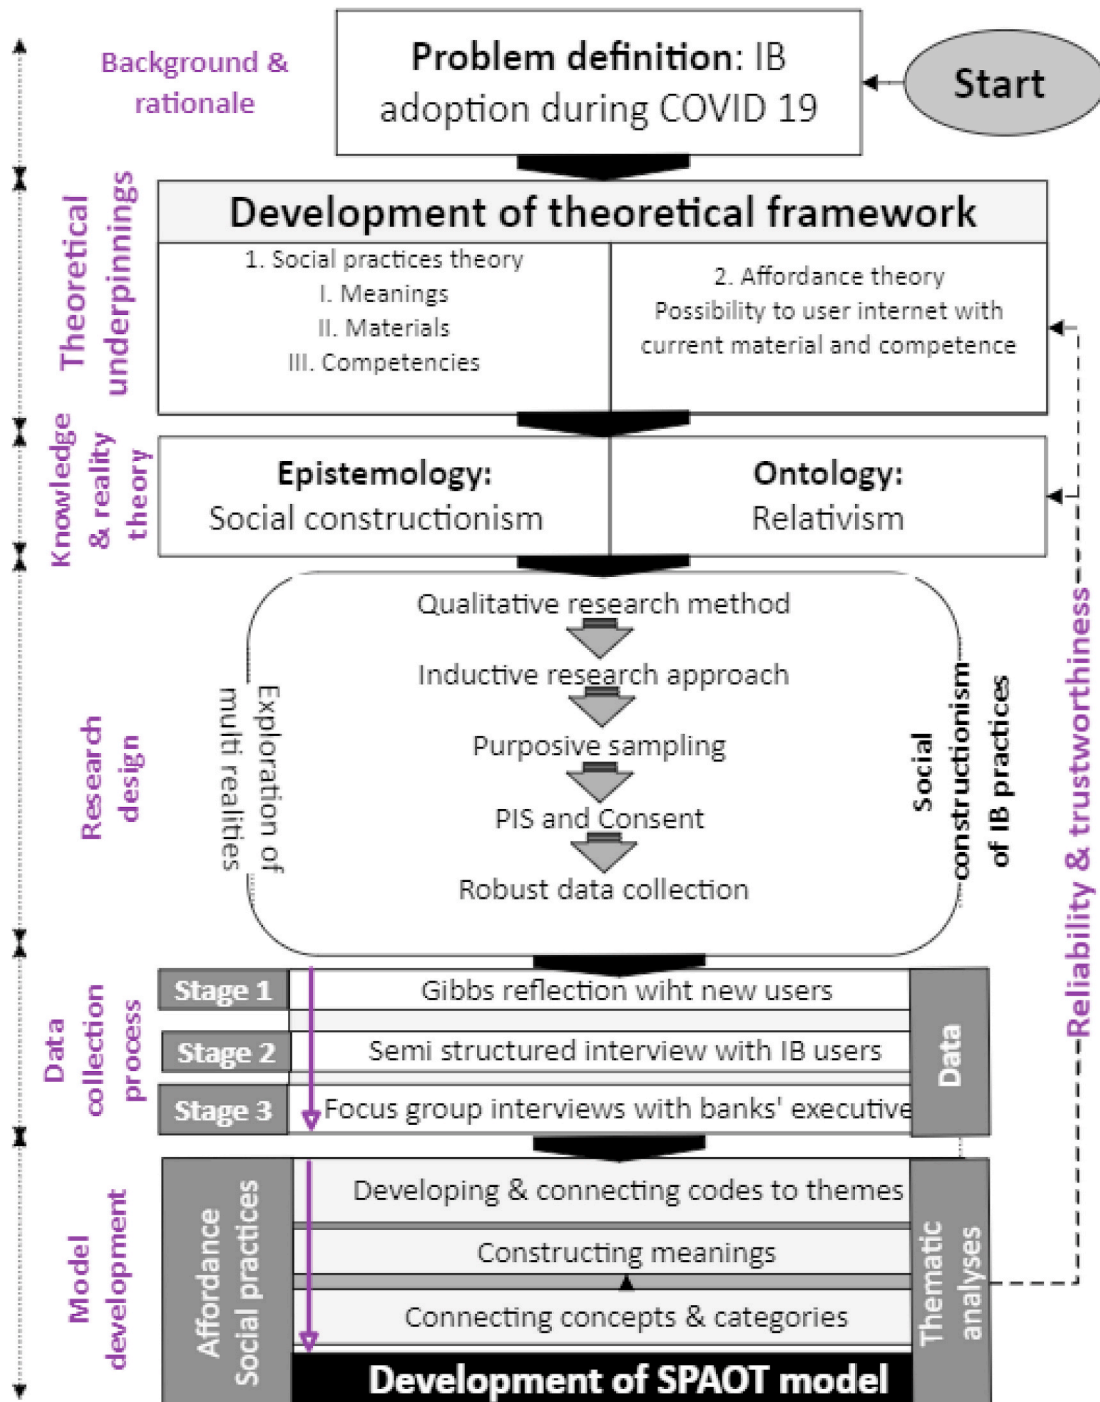 Background &
rationale
Problem definition: IB
adoption during COVID 19
Start
Theoretical
underpinnings
Development of theoretical framework
1. Social practices theory
I. Meanings
II. Materials
III. Competencies
2. Affordance theory
Possibility to user internet with
current material and competence
Knowledge
& reality
theory
Epistemology:
Social constructionism
Ontology:
Relativism
Research
design
Exploration of
multi realities
Qualitative research method
Inductive research approach
Purposive sampling
PIS and Consent
Robust data collection
Social
constructionism
of IB practices
Reliability & trustworthiness
Data
collection
process
Stage 1
Gibbs reflection wiht new users
Stage 2
Semi structured interview with IB users
Stage 3
Focus group interviews with banks' executive
Data
Model
development
Affordance
Social practices
Developing & connecting codes to themes
Constructing meanings
Connecting concepts & categories
Thematic
analyses
Development of SPAOT model